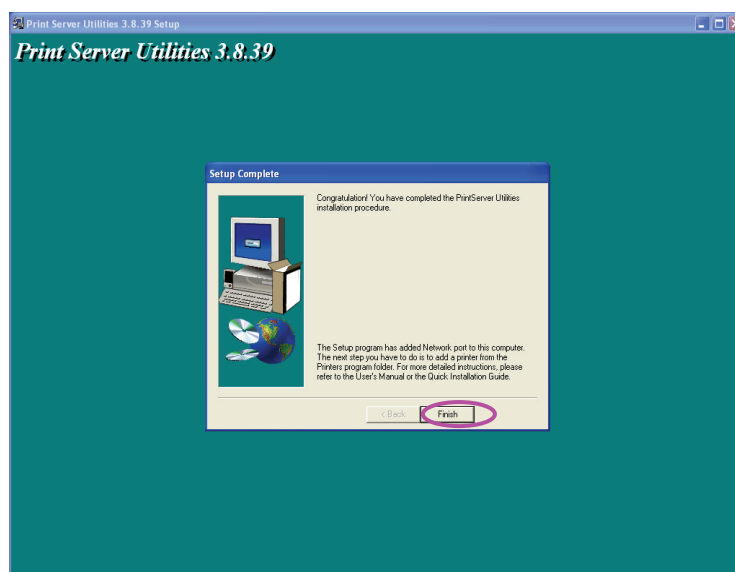 Print Server Utilities 3.8.39 Setup
Print Server Utilities 3.8.39
Setup Complete
Congratulation! You have completed the PrintServer Utilities
installation procedure.
The Setup program has added Network port to this computer.
The next step you have to do is to add a printer from the
Printers program folder. For more detailed instructions, please
refer to the User's Manual or the Quick Installation Guide.
< Back Finish